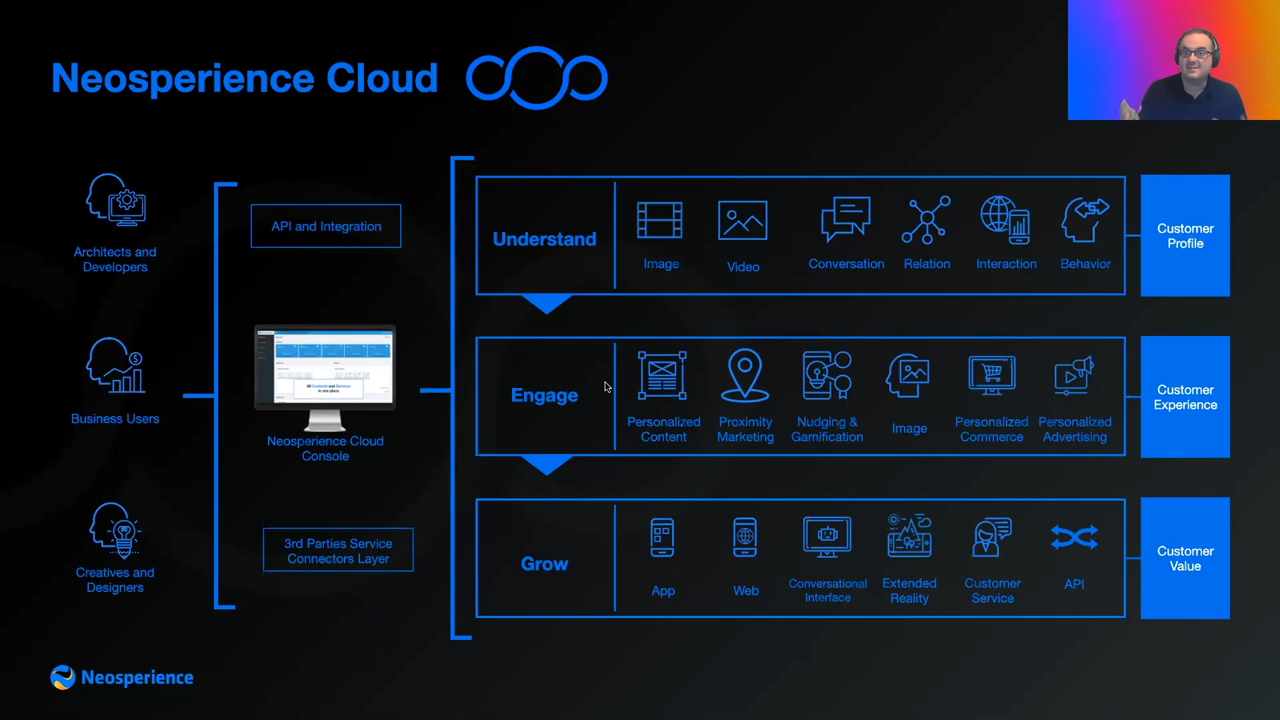 Neosperience Cloud
Architects and
Developers
Business Users
Creatives and
Designers
API and Integration
Neosperience Cloud
Console
3rd Parties Service
Connectors Layer
Understand
Image
Video
Conversation
Relation
Interaction
Behavior
Customer
Profile
Engage
Personalized
Content
Proximity
Marketing
Nudging &
Gamification
Image
Personalized
Commerce
Personalized
Advertising
Customer
Experience
Grow
App
Web
Conversational
Interface
Extended
Reality
Customer
Service
API
Customer
Value
Neosperience